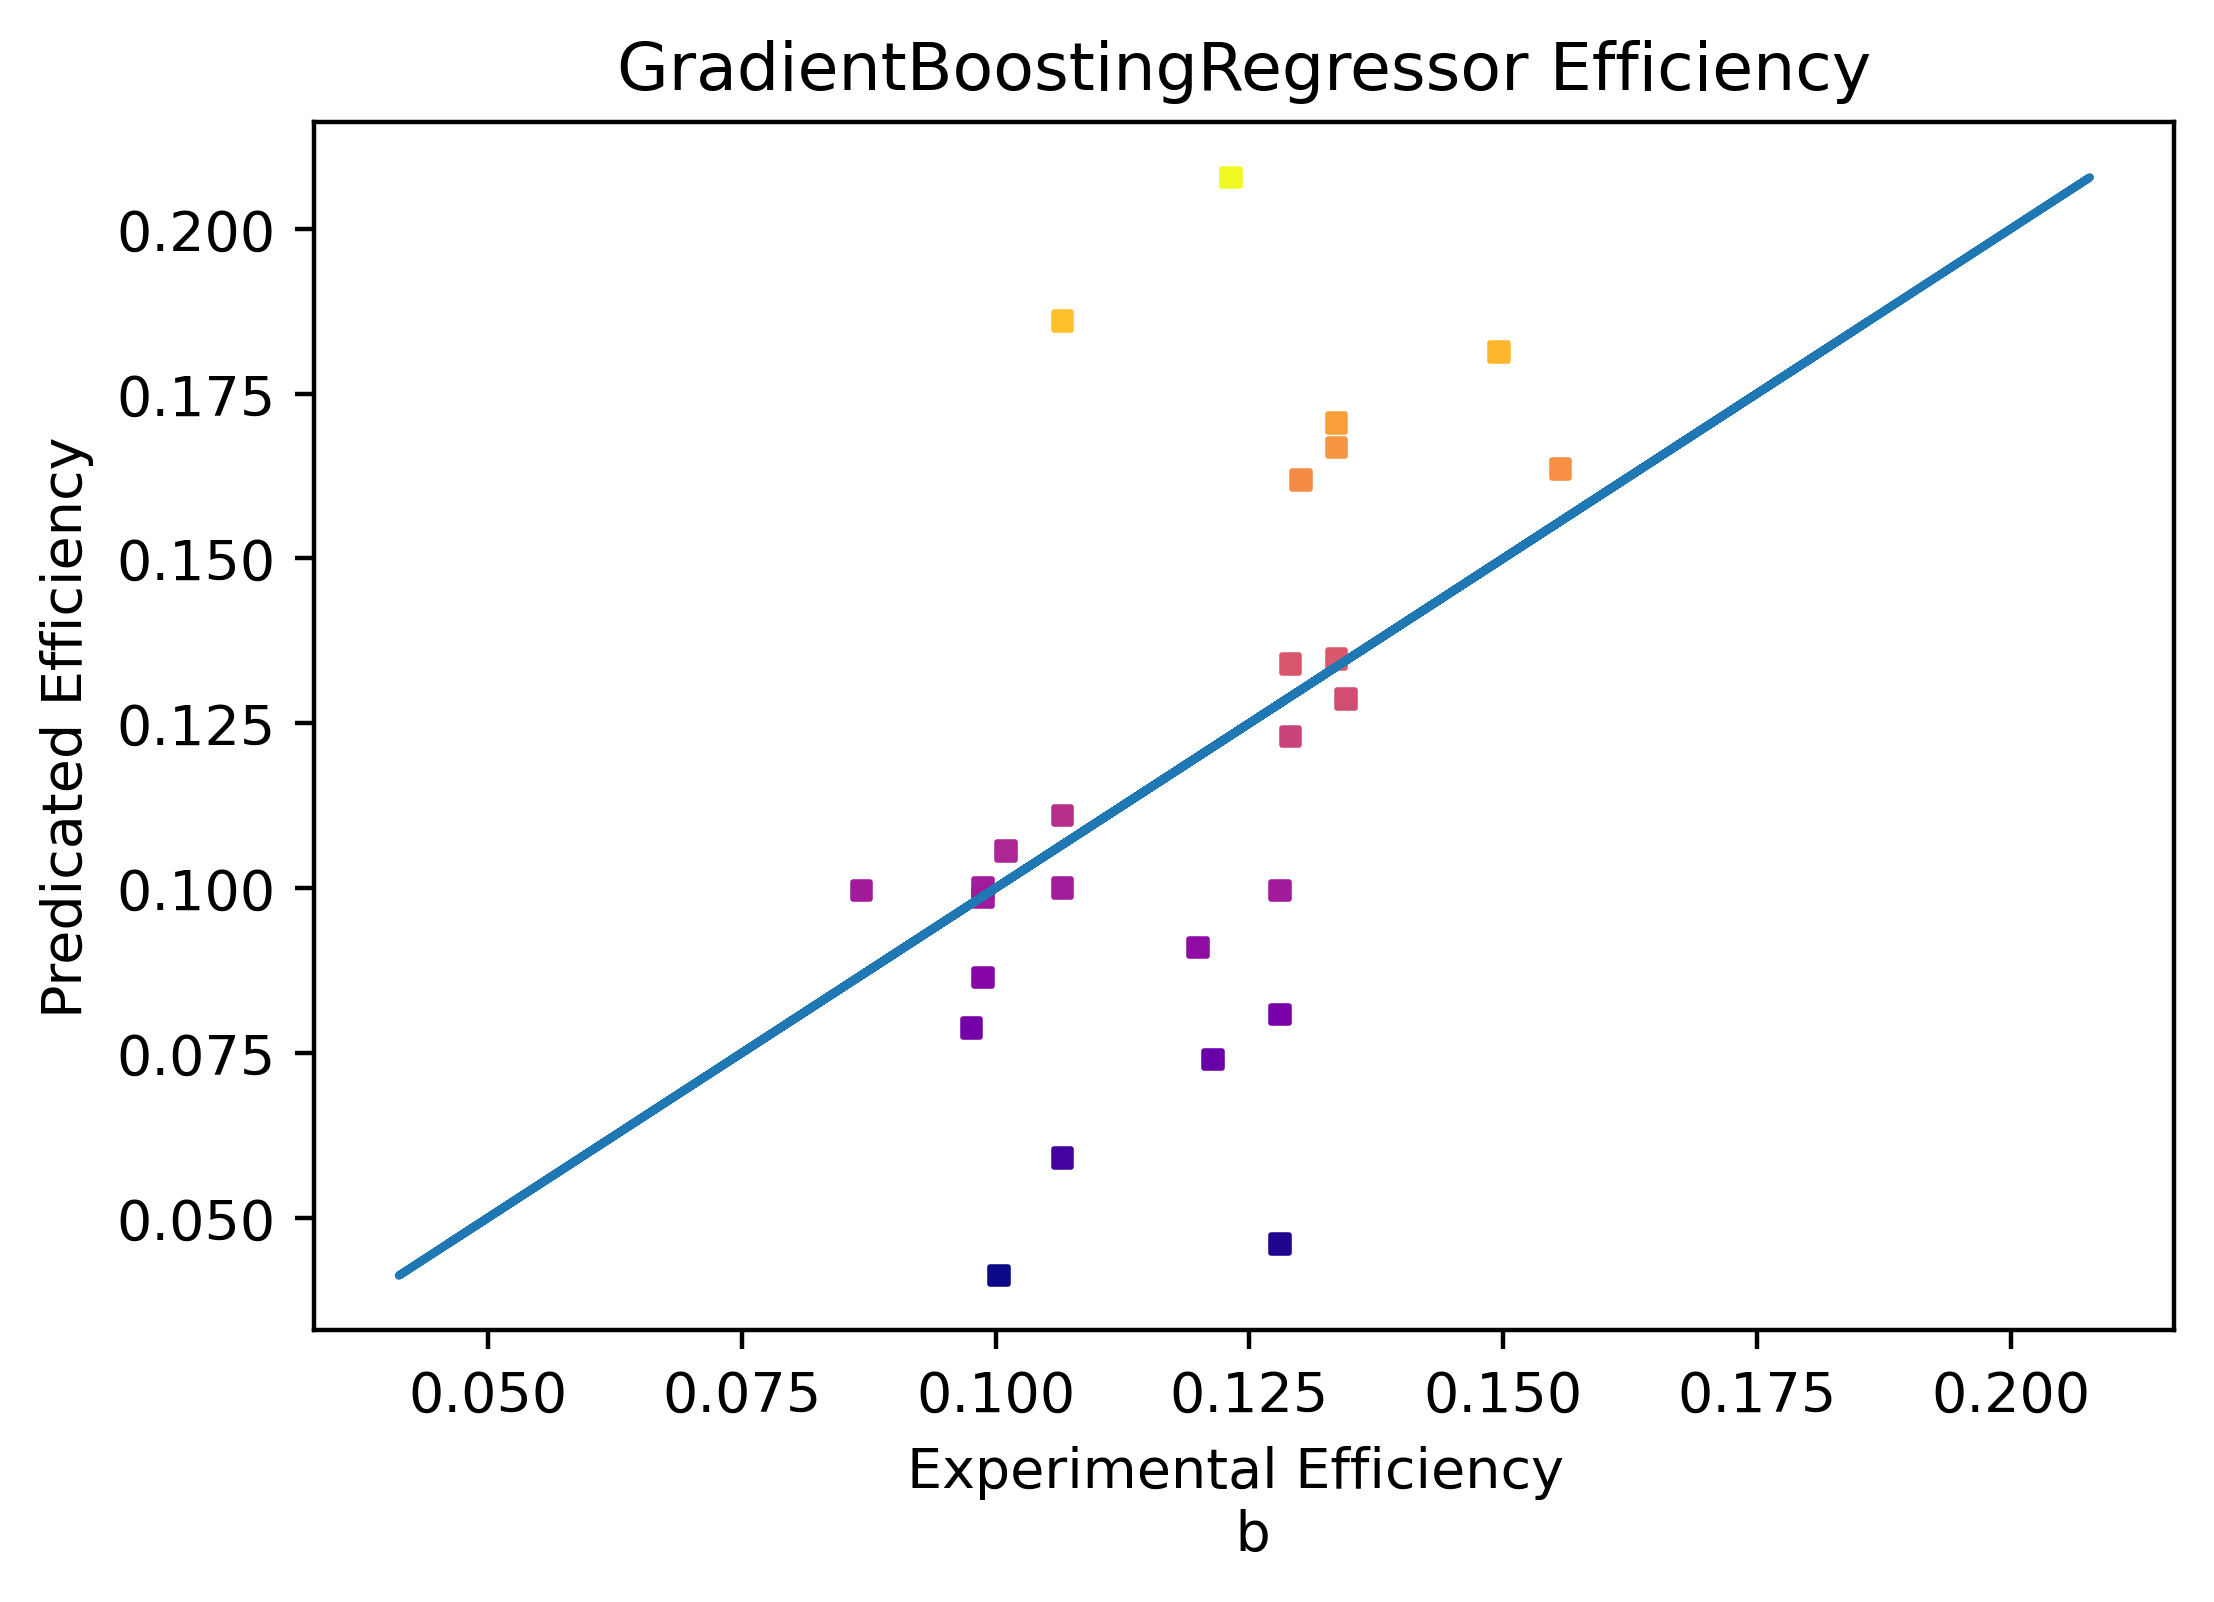 GradientBoostingRegressor Efficiency
0.200
0.175
0.150
0.125
0.100
0.075
0.050
Predicated Efficiency
0.050 0.075 0.100 0.125 0.150 0.175 0.200
Experimental Efficiency
b